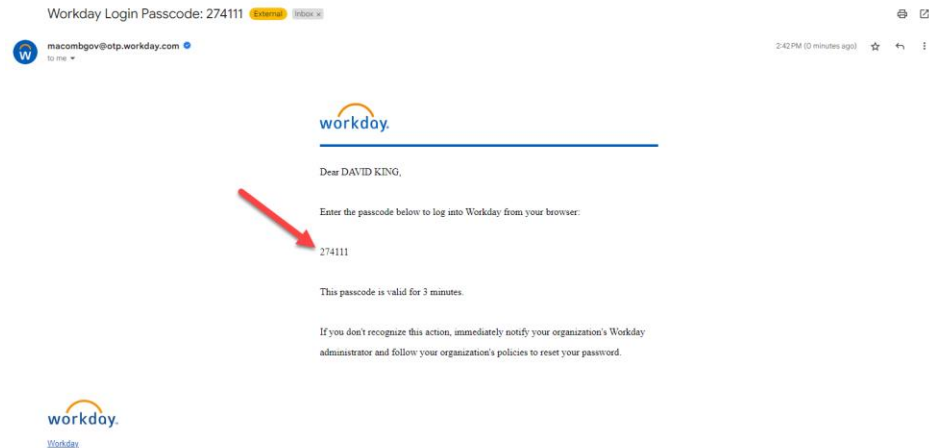 Workday Login Passcode: 274111 External Inbox x
macombgov@otp.workday.com
2:42 PM (0 minutes ago)
to me
W
workday.
Dear DAVID KING,
Enter the passcode below to log into Workday from your browser:
274111
This passcode is valid for 3 minutes.
If you don't recognize this action, immediately notify your organization's Workday
administrator and follow your organization's policies to reset your password.
workday.
Workday